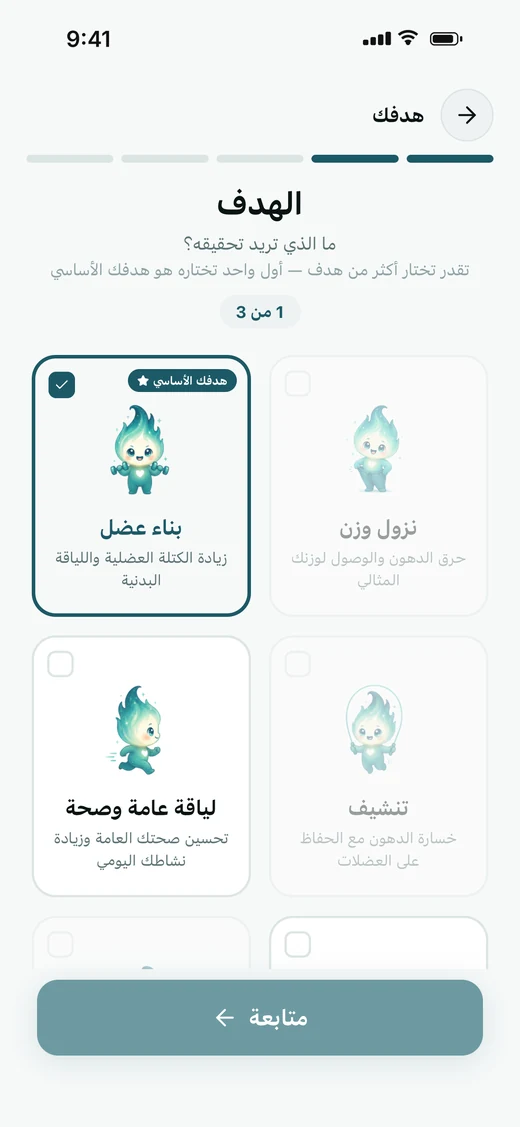 9:41
هدفك
الهدف
ما الذي تريد تحقيقه؟
تقدر تختار أكثر من هدف — أول واحد تختاره هو هدفك الأساسي
1 من 3
نزول وزن
حرق الدهون والوصول لوزنك
المثالي
هدفك الأساسي
بناء عضل
زيادة الكتلة العضلية واللياقة
البدنية
تنشيف
خسارة الدهون مع الحفاظ
على العضلات
لياقة عامة وصحة
تحسين صحتك العامة وزيادة
نشاطك اليومي
متابعة